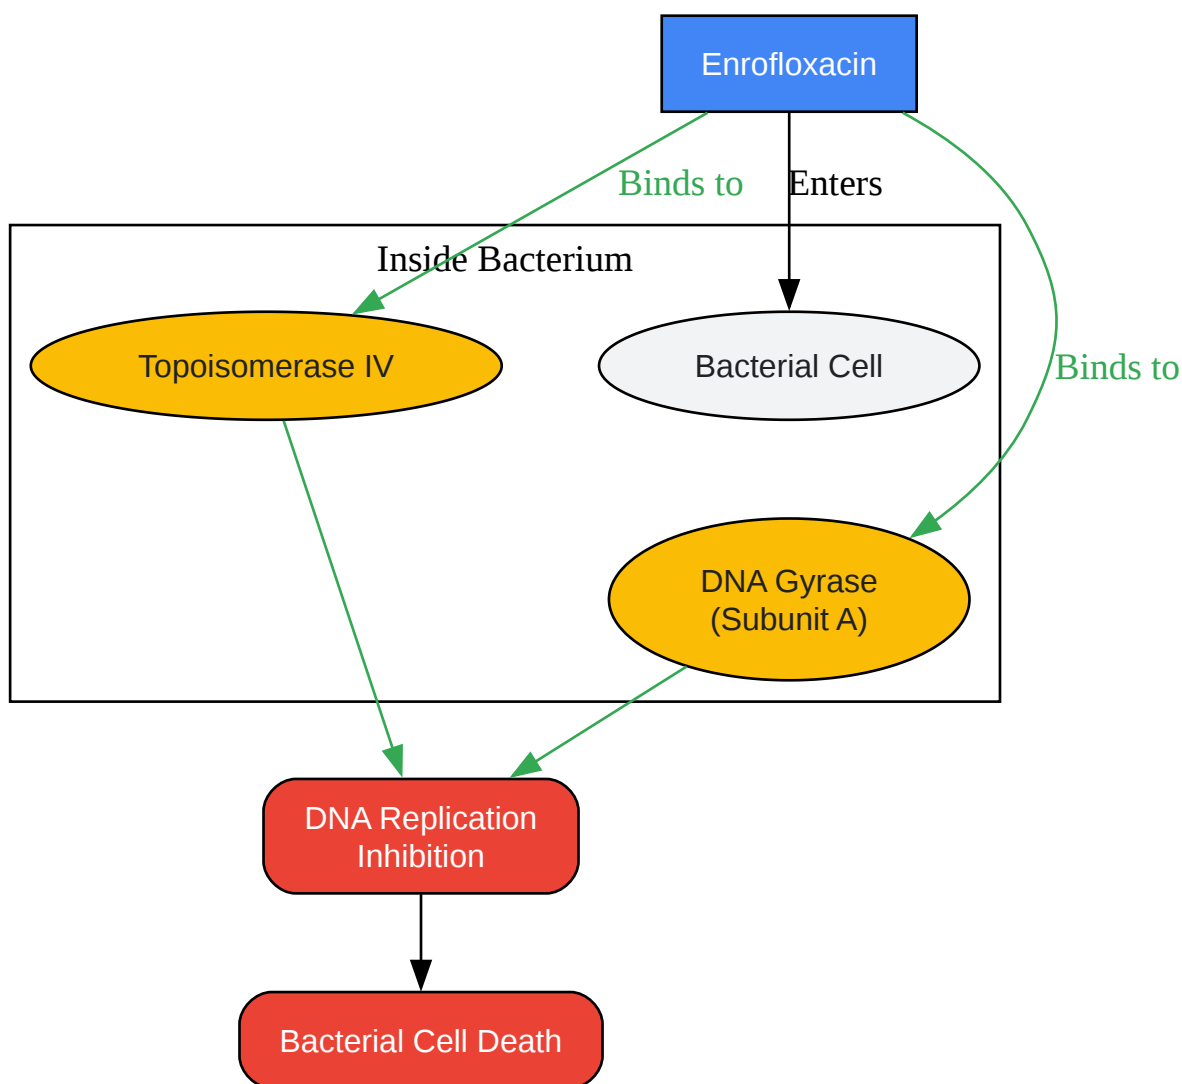 Enrofloxacin
Binds to
Enters
Inside Bacterium
Topoisomerase IV
Bacterial Cell
Binds to
DNA Gyrase
(Subunit A)
DNA Replication
Inhibition
Bacterial Cell Death